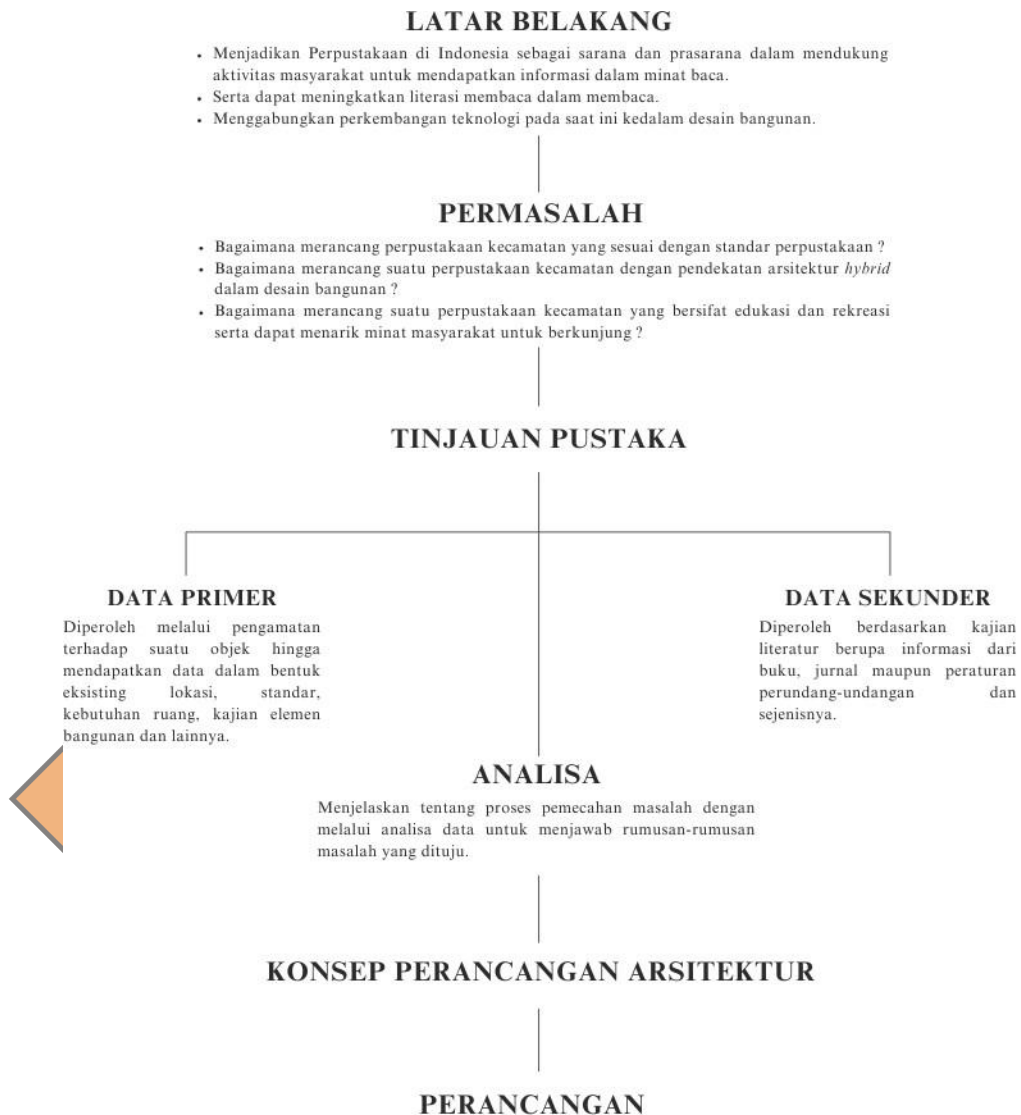 LATAR BELAKANG
• Menjadikan Perpustakaan di Indonesia sebagai sarana dan prasarana dalam mendukung
aktivitas masyarakat untuk mendapatkan informasi dalam minat baca.
• Serta dapat meningkatkan literasi membaca dalam membaca.
• Menggabungkan perkembangan teknologi pada saat ini kedalam desain bangunan.
PERMASALAH
• Bagaimana merancang perpustakaan kecamatan yang sesuai dengan standar perpustakaan ?
• Bagaimana merancang suatu perpustakaan kecamatan dengan pendekatan arsitektur hybrid
dalam desain bangunan ?
• Bagaimana merancang suatu perpustakaan kecamatan yang bersifat edukasi dan rekreasi
serta dapat menarik minat masyarakat untuk berkunjung ?
TINJAUAN PUSTAKA
DATA PRIMER
Diperoleh melalui pengamatan
terhadap suatu objek hingga
mendapatkan data dalam bentuk
eksisting lokasi, standar,
kebutuhan ruang, kajian elemen
bangunan dan lainnya.
DATA SEKUNDER
Diperoleh berdasarkan kajian
literatur berupa informasi dari
buku, jurnal maupun peraturan
perundang-undangan dan
sejenisnya.
ANALISA
Menjelaskan tentang proses pemecahan masalah dengan
melalui analisa data untuk menjawab rumusan-rumusan
masalah yang dituju.
KONSEP PERANCANGAN ARSITEKTUR
PERANCANGAN